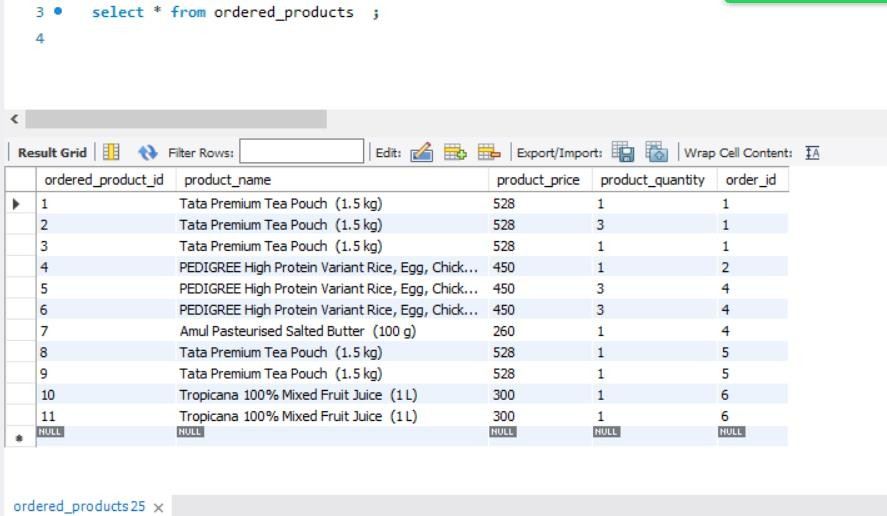 3 select * from ordered_products ;
4
Result Grid Filter Rows: Edit: Export/Import: Wrap Cell Content: IA
ordered_product_id product_name product_price product_quantity order_id
1 Tata Premium Tea Pouch (1.5 kg) 528 1 1
2 Tata Premium Tea Pouch (1.5 kg) 528 3 1
3 Tata Premium Tea Pouch (1.5 kg) 528 1 1
4 PEDIGREE High Protein Variant Rice, Egg, Chick... 450 1 2
5 PEDIGREE High Protein Variant Rice, Egg, Chick... 450 3 4
6 PEDIGREE High Protein Variant Rice, Egg, Chick... 450 3 4
7 Amul Pasteurised Salted Butter (100 g) 260 1 4
8 Tata Premium Tea Pouch (1.5 kg) 528 1 5
9 Tata Premium Tea Pouch (1.5 kg) 528 1 5
10 Tropicana 100% Mixed Fruit Juice (1 L) 300 1 6
11 Tropicana 100% Mixed Fruit Juice (1 L) 300 1 6
NULL NULL NULL NULL NULL
ordered_products 25